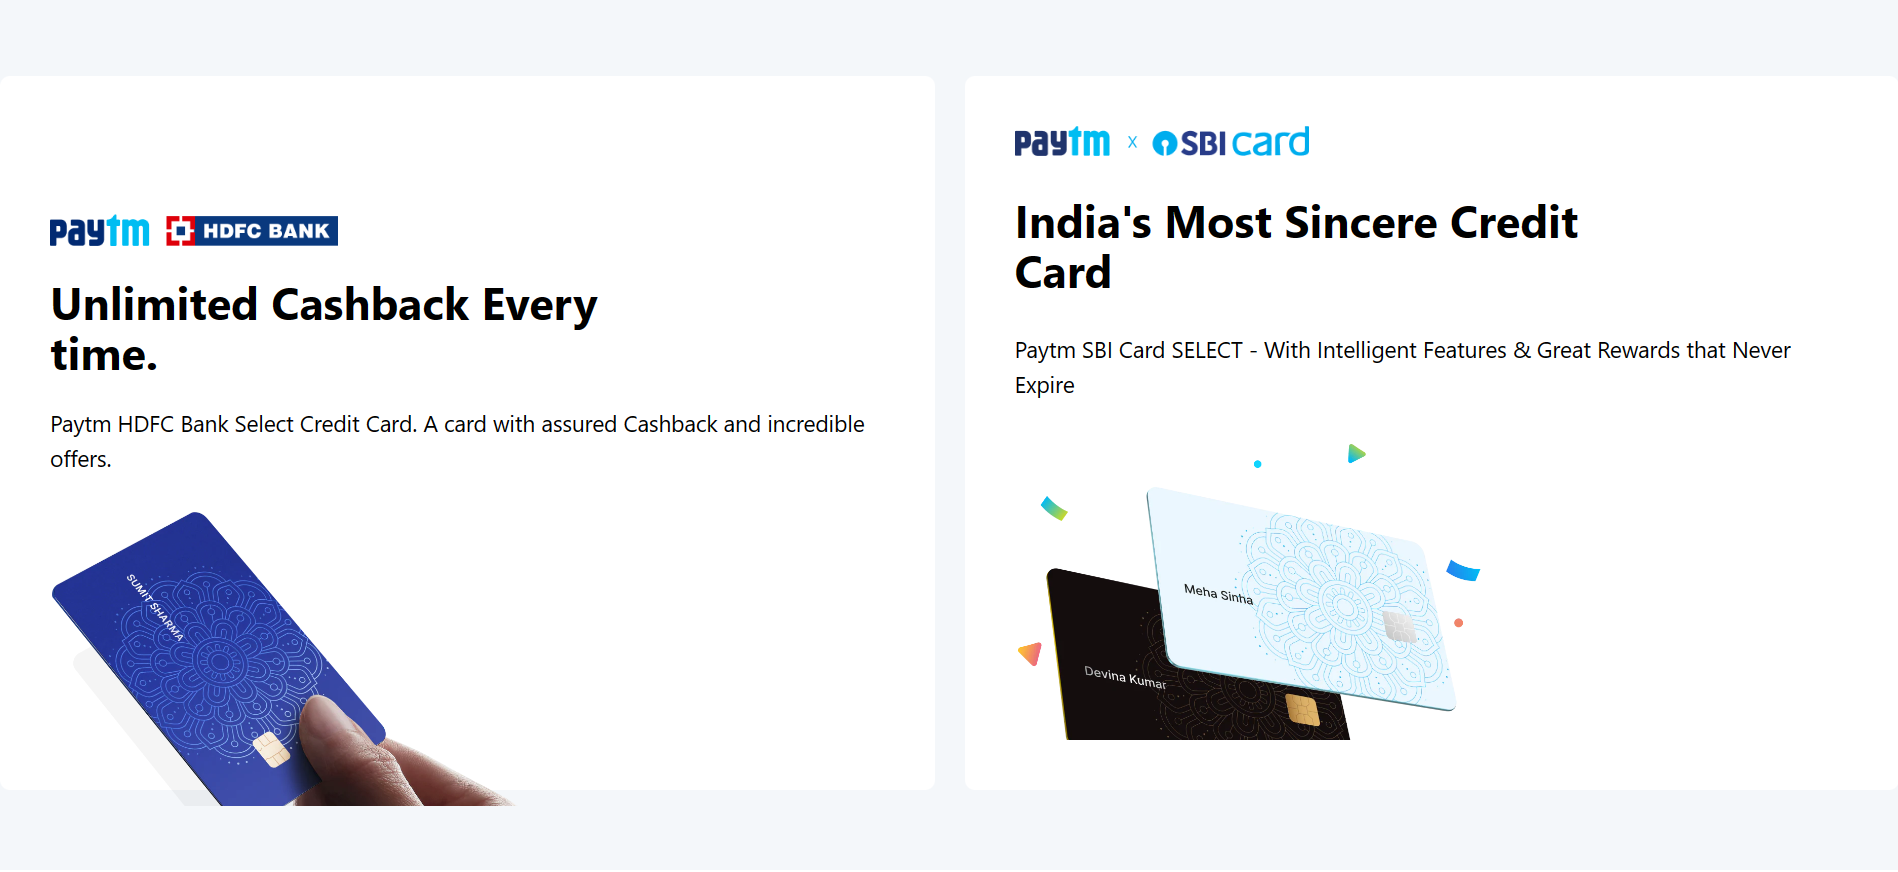 paytm HDFC BANK
Unlimited Cashback Every
time.
Paytm HDFC Bank Select Credit Card. A card with assured Cashback and incredible
offers.
SUMIT SHARMA
paytm x SBI card
India's Most Sincere Credit
Card
Paytm SBI Card SELECT - With Intelligent Features & Great Rewards that Never
Expire
Meha Sinha
Devina Kumar